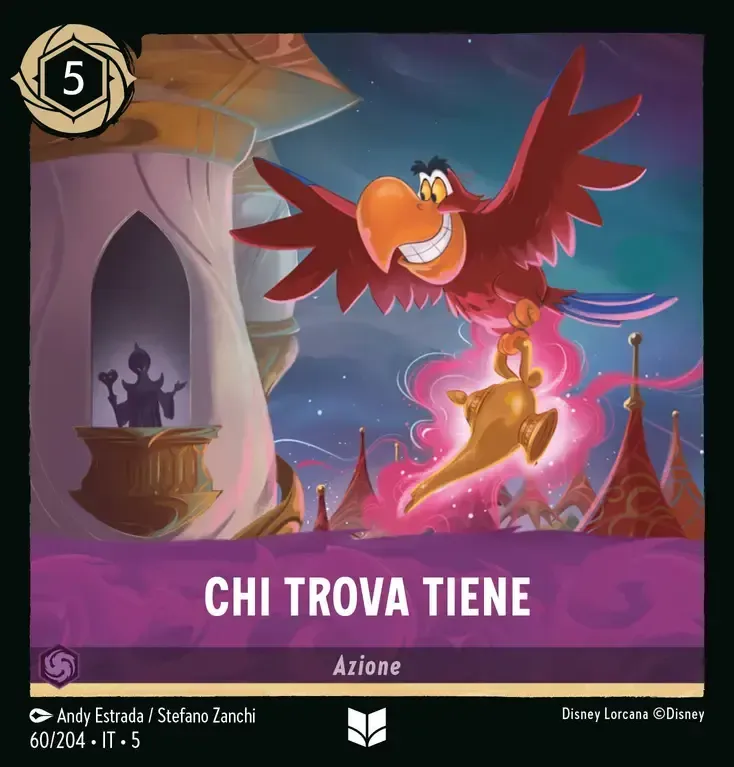 5
CHI TROVA TIENE
Azione
Andy Estrada / Stefano Zanchi
Disney Lorcana ©Disney
60/204 • IT • 5